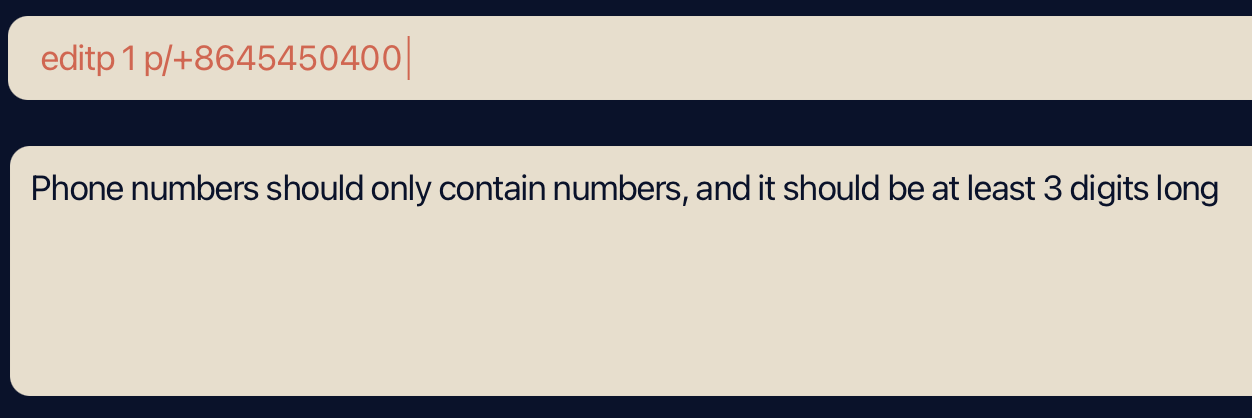 editp 1 p/+8645450400
Phone numbers should only contain numbers, and it should be at least 3 digits long